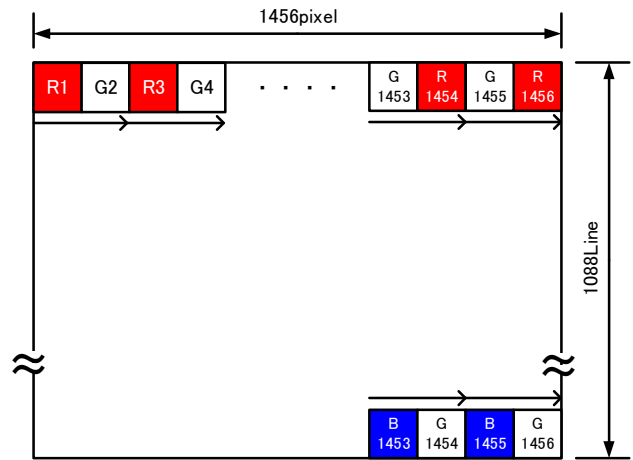 1456pixel
R1 G2 R3 G4 . . . . G 1453 R 1454 G 1455 R 1456
1088Line
B 1453 G 1454 B 1455 G 1456